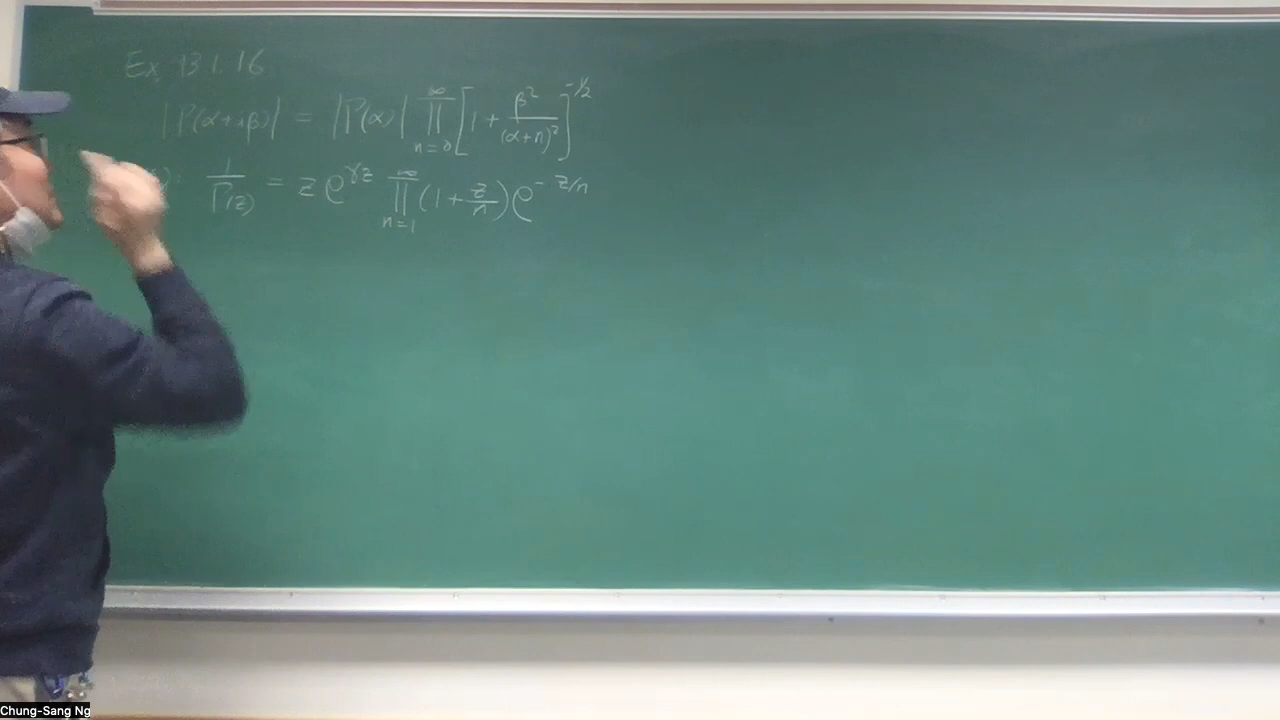 Ex 13.1.16
|Γ(α+iβ)| = |Γ(α)| ∏_{n=0}^{∞} [1 + β²/(α+n)²]^{-1/2}
1/Γ(z) = z e^{γz} ∏_{n=1}^{∞} (1 + z/n) e^{-z/n}
Chung-Sang Ng